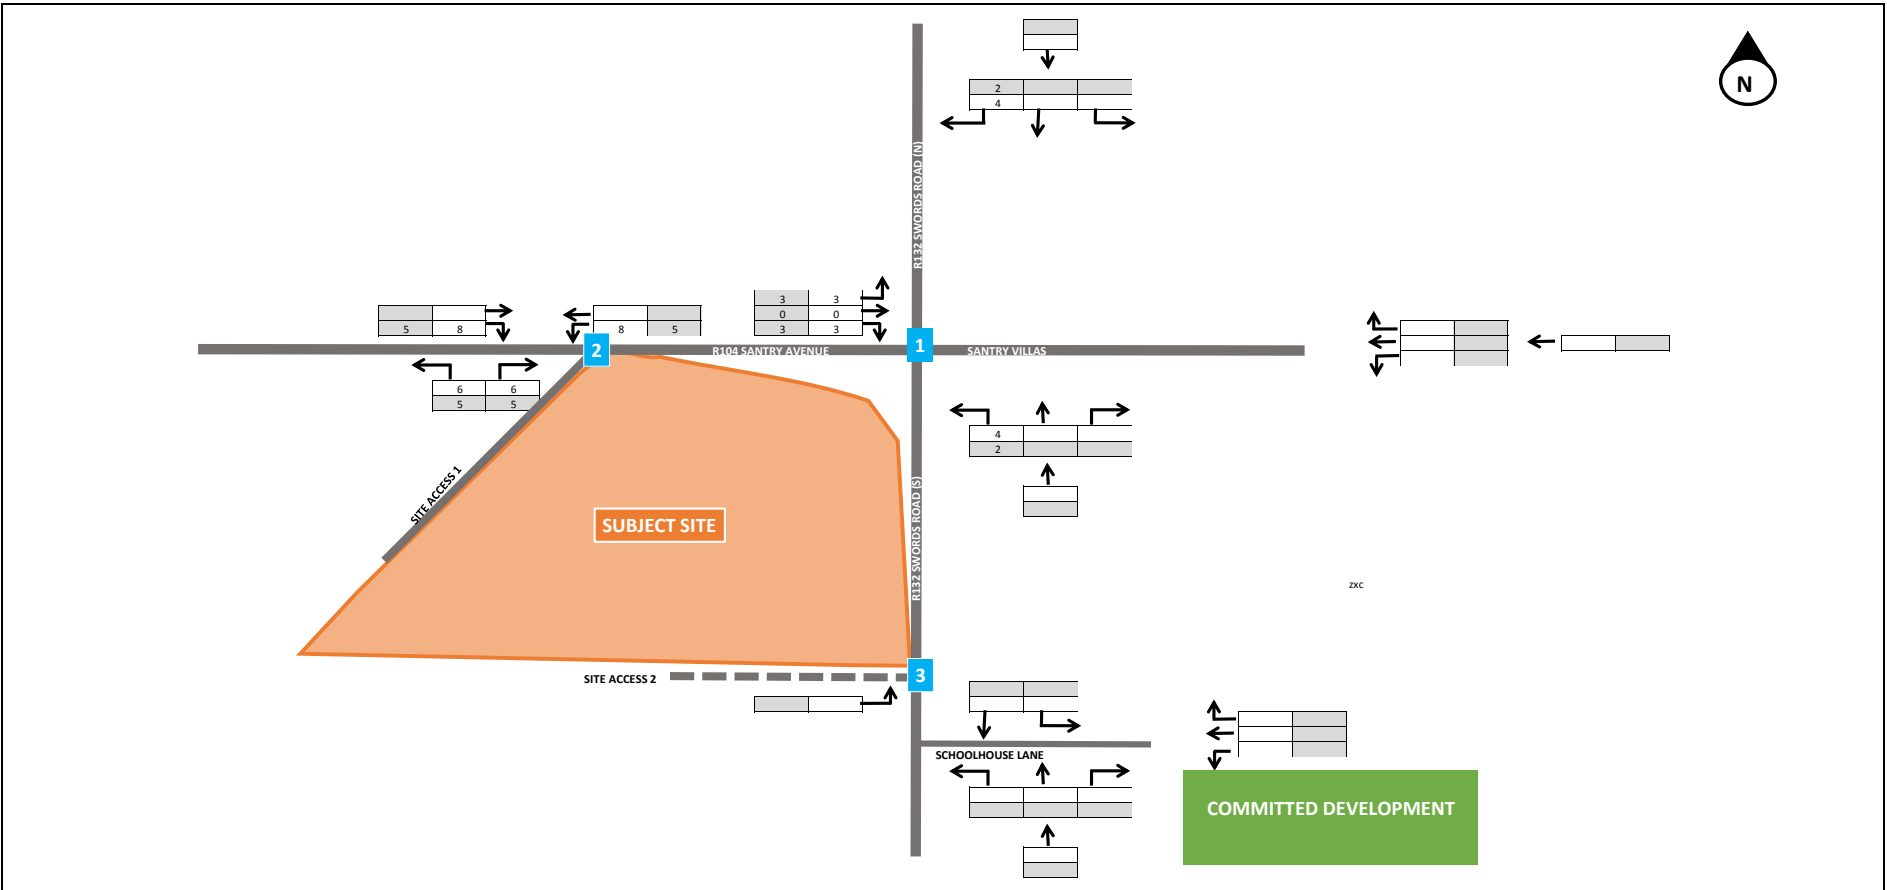 2
4
N
R132 SWORDS ROAD (N)
3 3
0 0
3 3
5 8
8 5
2
R104 SANTRY AVENUE
1
SANTRY VILLAS
6 6
5 5
4
2
SITE ACCESS 1
SUBJECT SITE
R132 SWORDS ROAD (S)
ZXC
SITE ACCESS 2
3
SCHOOLHOUSE LANE
COMMITTED DEVELOPMENT